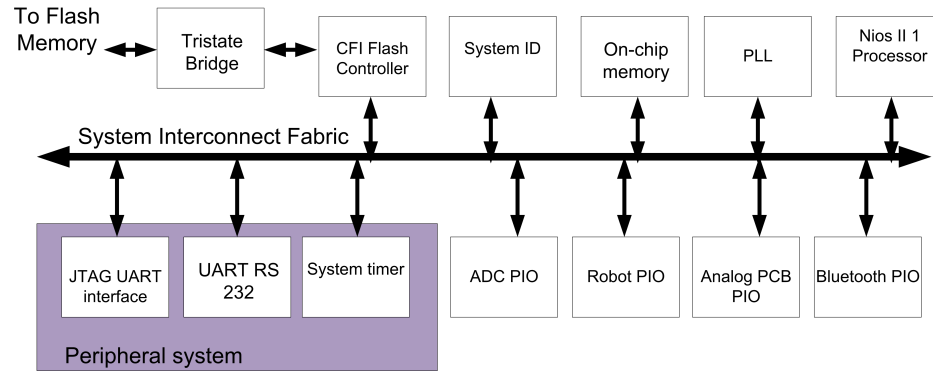 To Flash
Memory
Tristate
Bridge
CFI Flash
Controller
System ID
On-chip
memory
PLL
Nios II 1
Processor
System Interconnect Fabric
JTAG UART
interface
UART RS
232
System timer
ADC PIO
Robot PIO
Analog PCB
PIO
Bluetooth PIO
Peripheral system